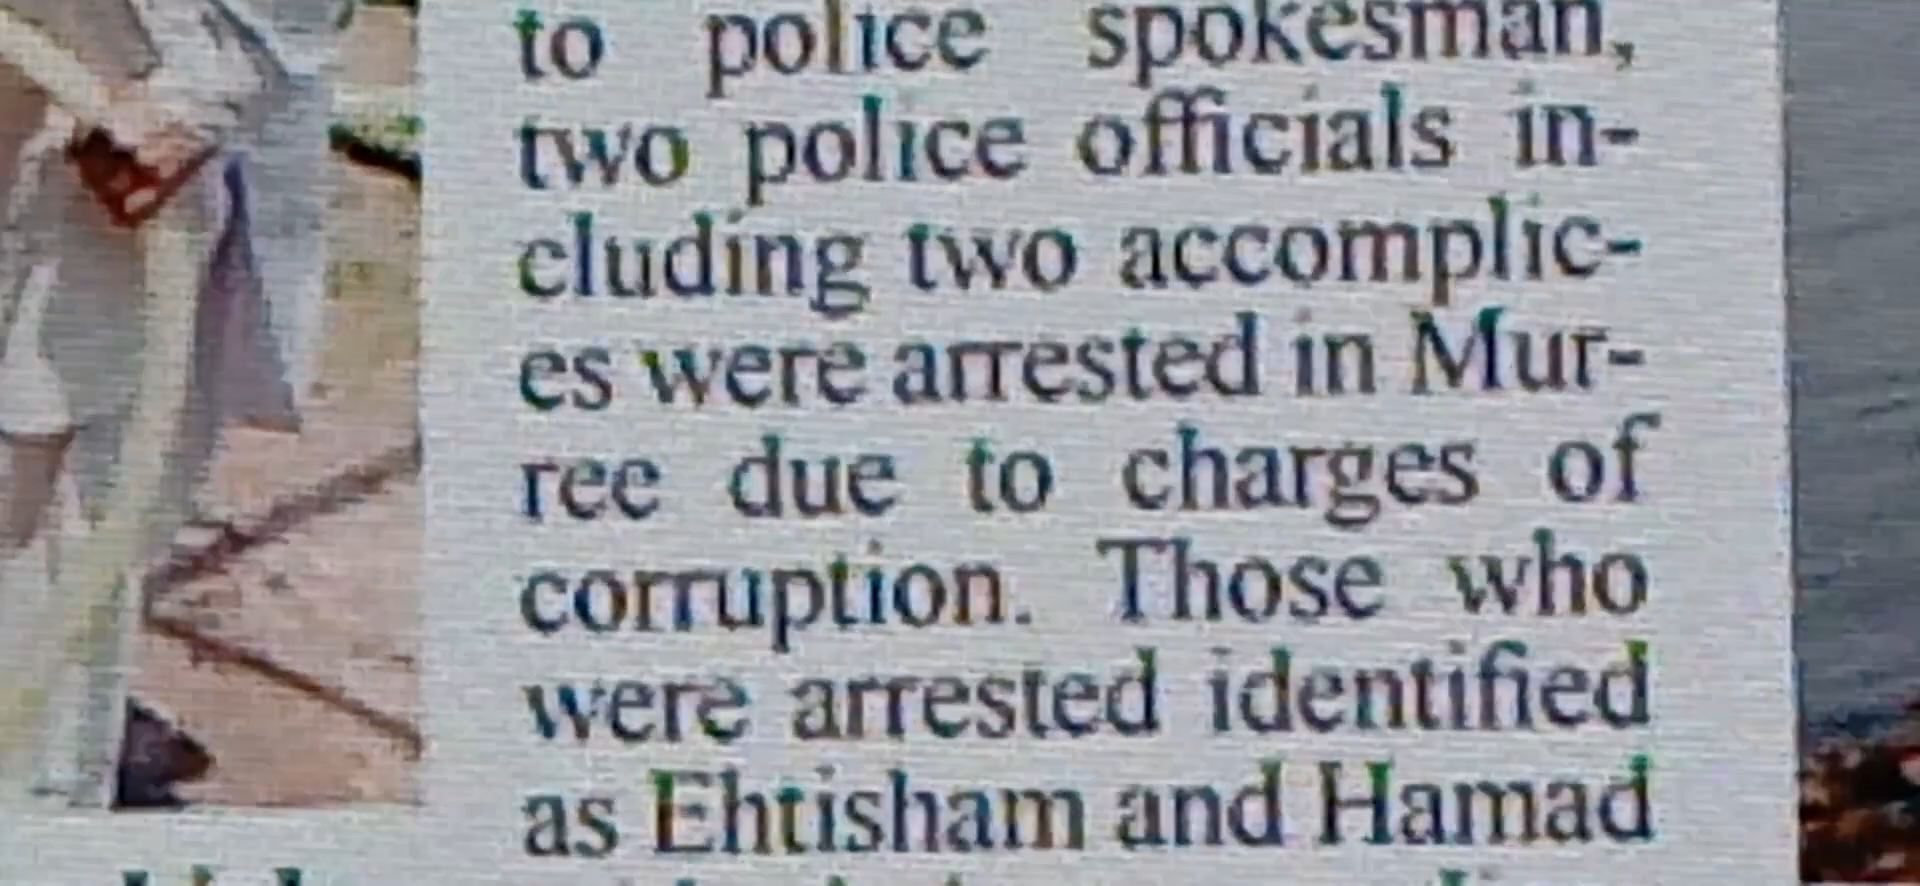 to police spokesman,
two police officials in-
cluding two accomplic-
es were arrested in Mur-
ree due to charges of
corruption. Those who
were arrested identified
as Ehtisham and Hamad